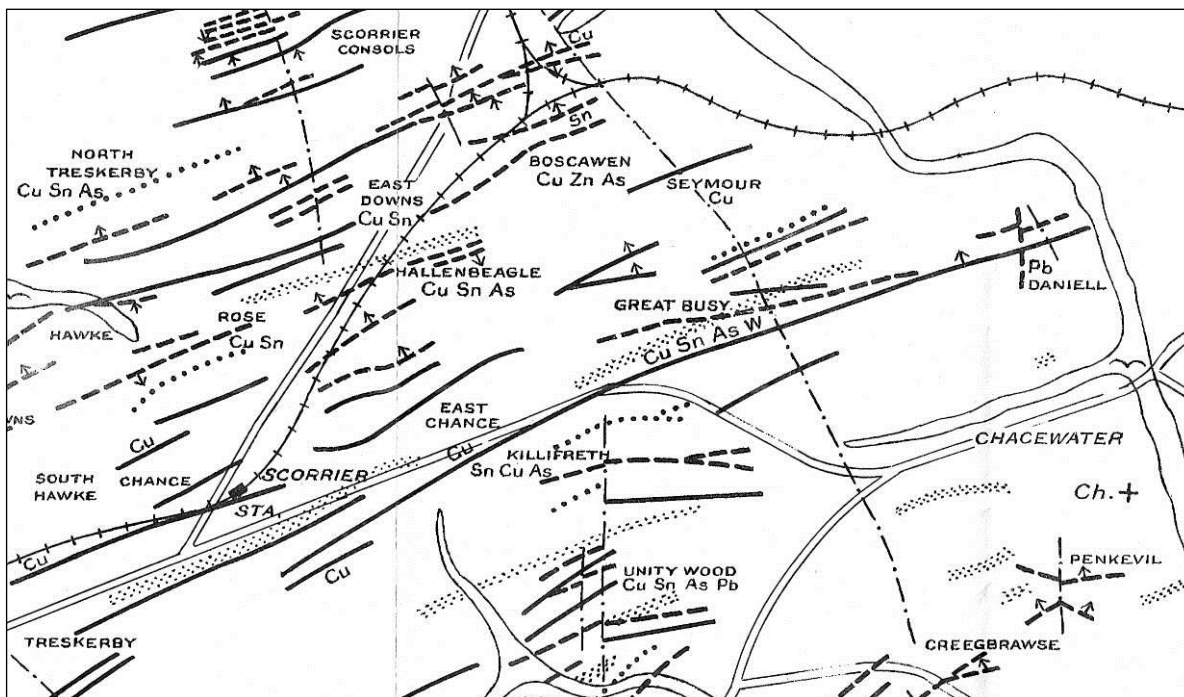 SCORRIER
CONSOLS
Cu
Sn
NORTH
TRESKERBY
Cu Sn As
EAST
DOWNS
Cu Sn
BOSCAWEN
Cu Zn As
SEYMOUR
Cu
HALLENBEAGLE
Cu Sn As
Pb
DANIELL
GREAT BUSY
Cu Sn As W
HAWKE
ROSE
Cu Sn
WNS
EAST
CHANCE
Cu
Cu
CHACEWATER
KILLIFRETH
Sn Cu As
SOUTH
HAWKE
CHANCE
SCORRIER
STA.
Ch.
Cu
Cu
UNITY WOOD
Cu Sn As Pb
PENKEVIL
TRESKERBY
CREEGBRAWSE